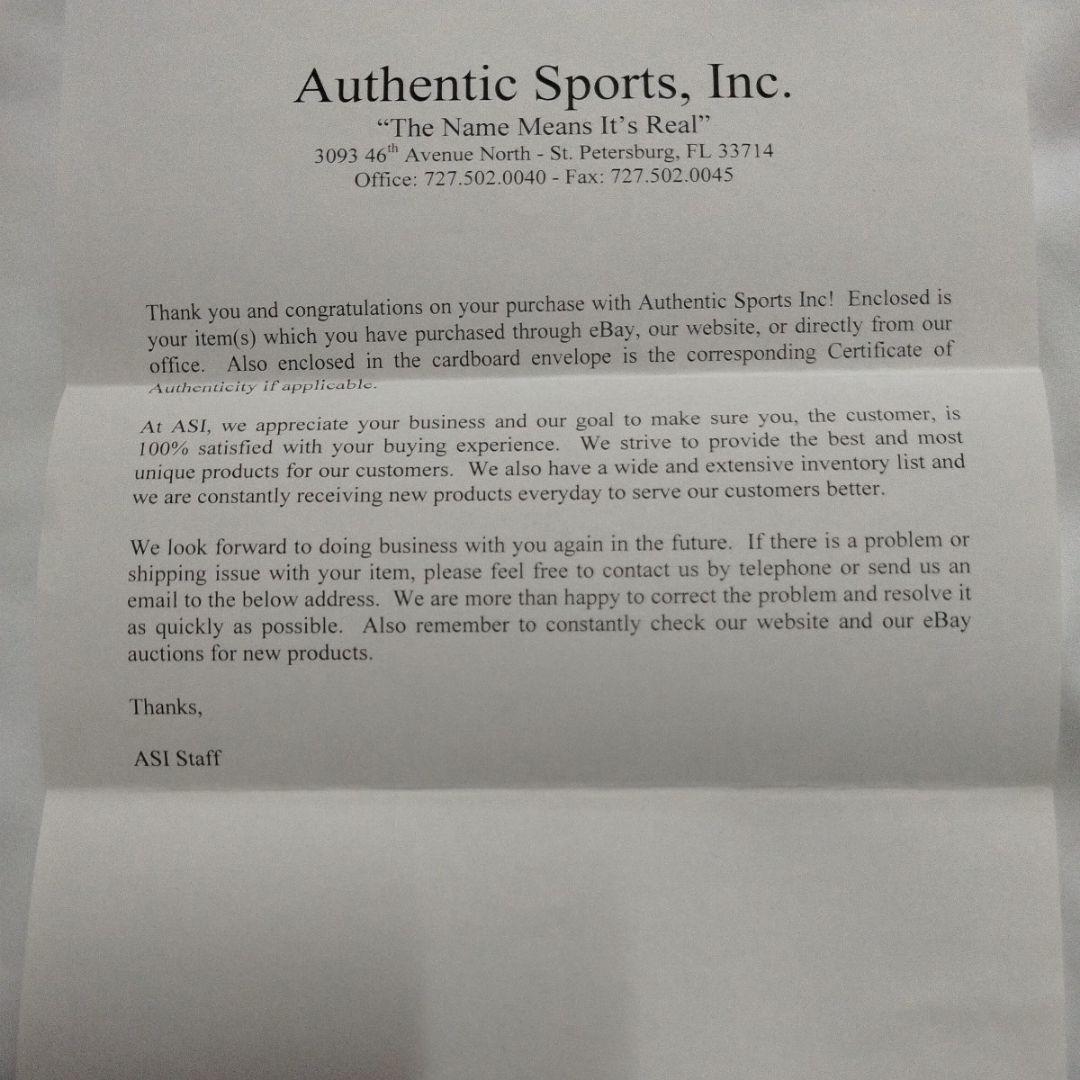 Authentic Sports, Inc.
“The Name Means It’s Real”
3093 46th Avenue North - St. Petersburg, FL 33714
Office: 727.502.0040 - Fax: 727.502.0045
Thank you and congratulations on your purchase with Authentic Sports Inc! Enclosed is
your item(s) which you have purchased through eBay, our website, or directly from our
office. Also enclosed in the cardboard envelope is the corresponding Certificate of
Authenticity if applicable.
At ASI, we appreciate your business and our goal to make sure you, the customer, is
100% satisfied with your buying experience. We strive to provide the best and most
unique products for our customers. We also have a wide and extensive inventory list and
we are constantly receiving new products everyday to serve our customers better.
We look forward to doing business with you again in the future. If there is a problem or
shipping issue with your item, please feel free to contact us by telephone or send us an
email to the below address. We are more than happy to correct the problem and resolve it
as quickly as possible. Also remember to constantly check our website and our eBay
auctions for new products.
Thanks,
ASI Staff